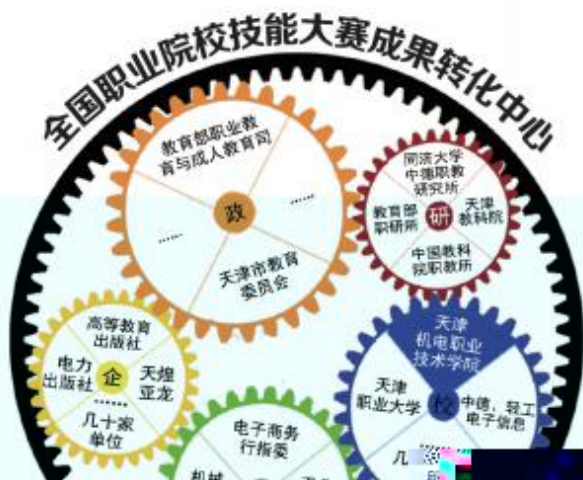 全国职业院校技能大赛成果转化中心
教育部职业教
育与成人教育司
......
政
......
天津市教育
委员会
同济大学
中德职教
研究所
教育部
职研所
研
天津
教科院
中国教科
院职教所
高等教育
出版社
电力
出版社
企
天煌
亚龙
......
几十家
单位
天津
机电职业
技术学院
天津
职业大学
校
中德、轻工
电子信息
几
电子商务
行指委
机械